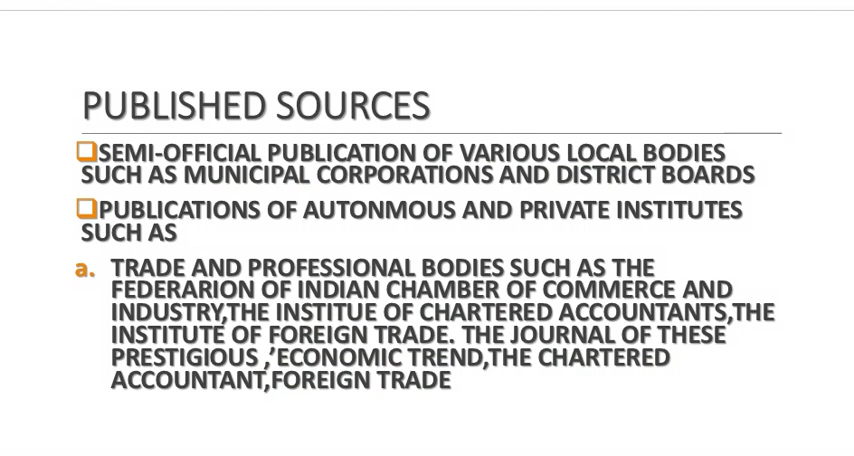 PUBLISHED SOURCES
SEMI-OFFICIAL PUBLICATION OF VARIOUS LOCAL BODIES
SUCH AS MUNICIPAL CORPORATIONS AND DISTRICT BOARDS
PUBLICATIONS OF AUTONMOUS AND PRIVATE INSTITUTES
SUCH AS
a. TRADE AND PROFESSIONAL BODIES SUCH AS THE
FEDERARION OF INDIAN CHAMBER OF COMMERCE AND
INDUSTRY,THE INSTITUE OF CHARTERED ACCOUNTANTS,THE
INSTITUTE OF FOREIGN TRADE. THE JOURNAL OF THESE
PRESTIGIOUS ,’ECONOMIC TREND,THE CHARTERED
ACCOUNTANT,FOREIGN TRADE